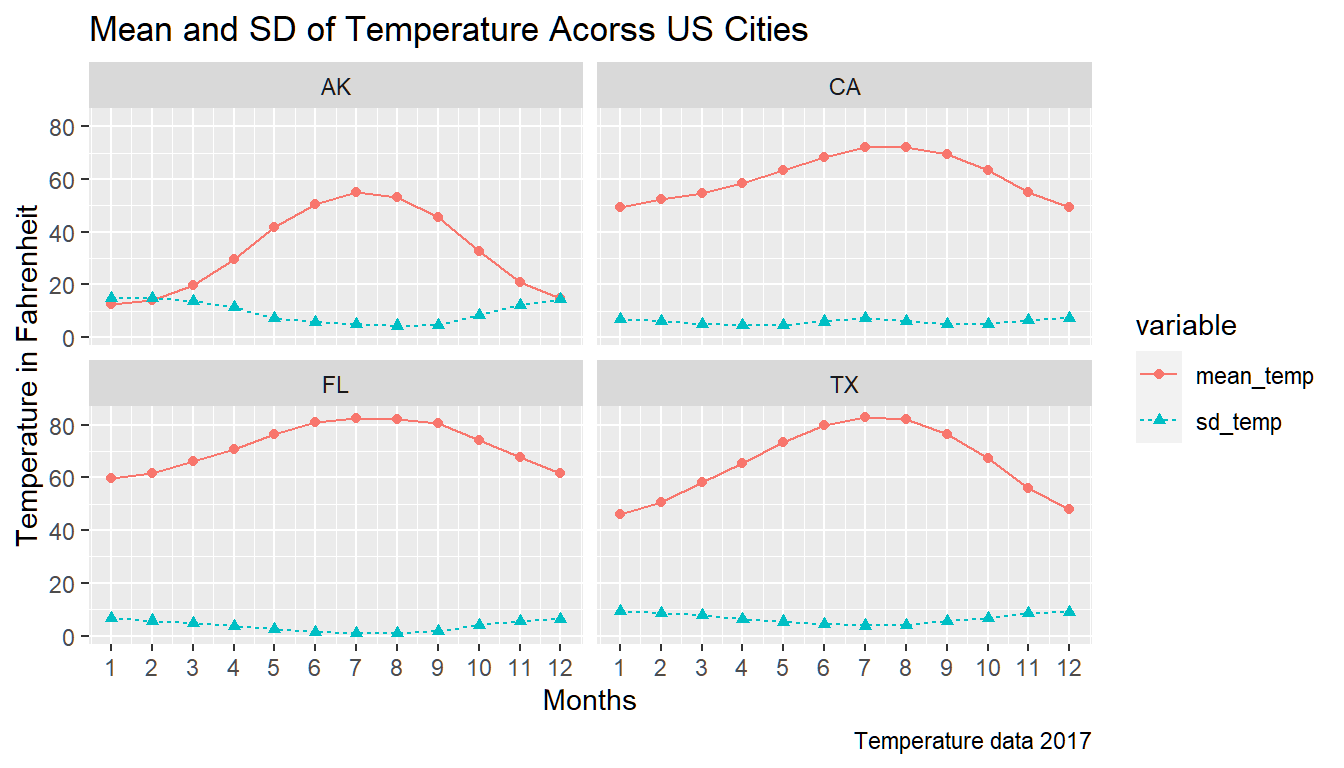 Mean and SD of Temperature Acorss US Cities
AK
CA
80
60
40
20
0
FL
TX
80
60
40
20
0
1 2 3 4 5 6 7 8 9 10 11 12
1 2 3 4 5 6 7 8 9 10 11 12
Months
Temperature in Fahrenheit
variable
mean_temp
sd_temp
Temperature data 2017